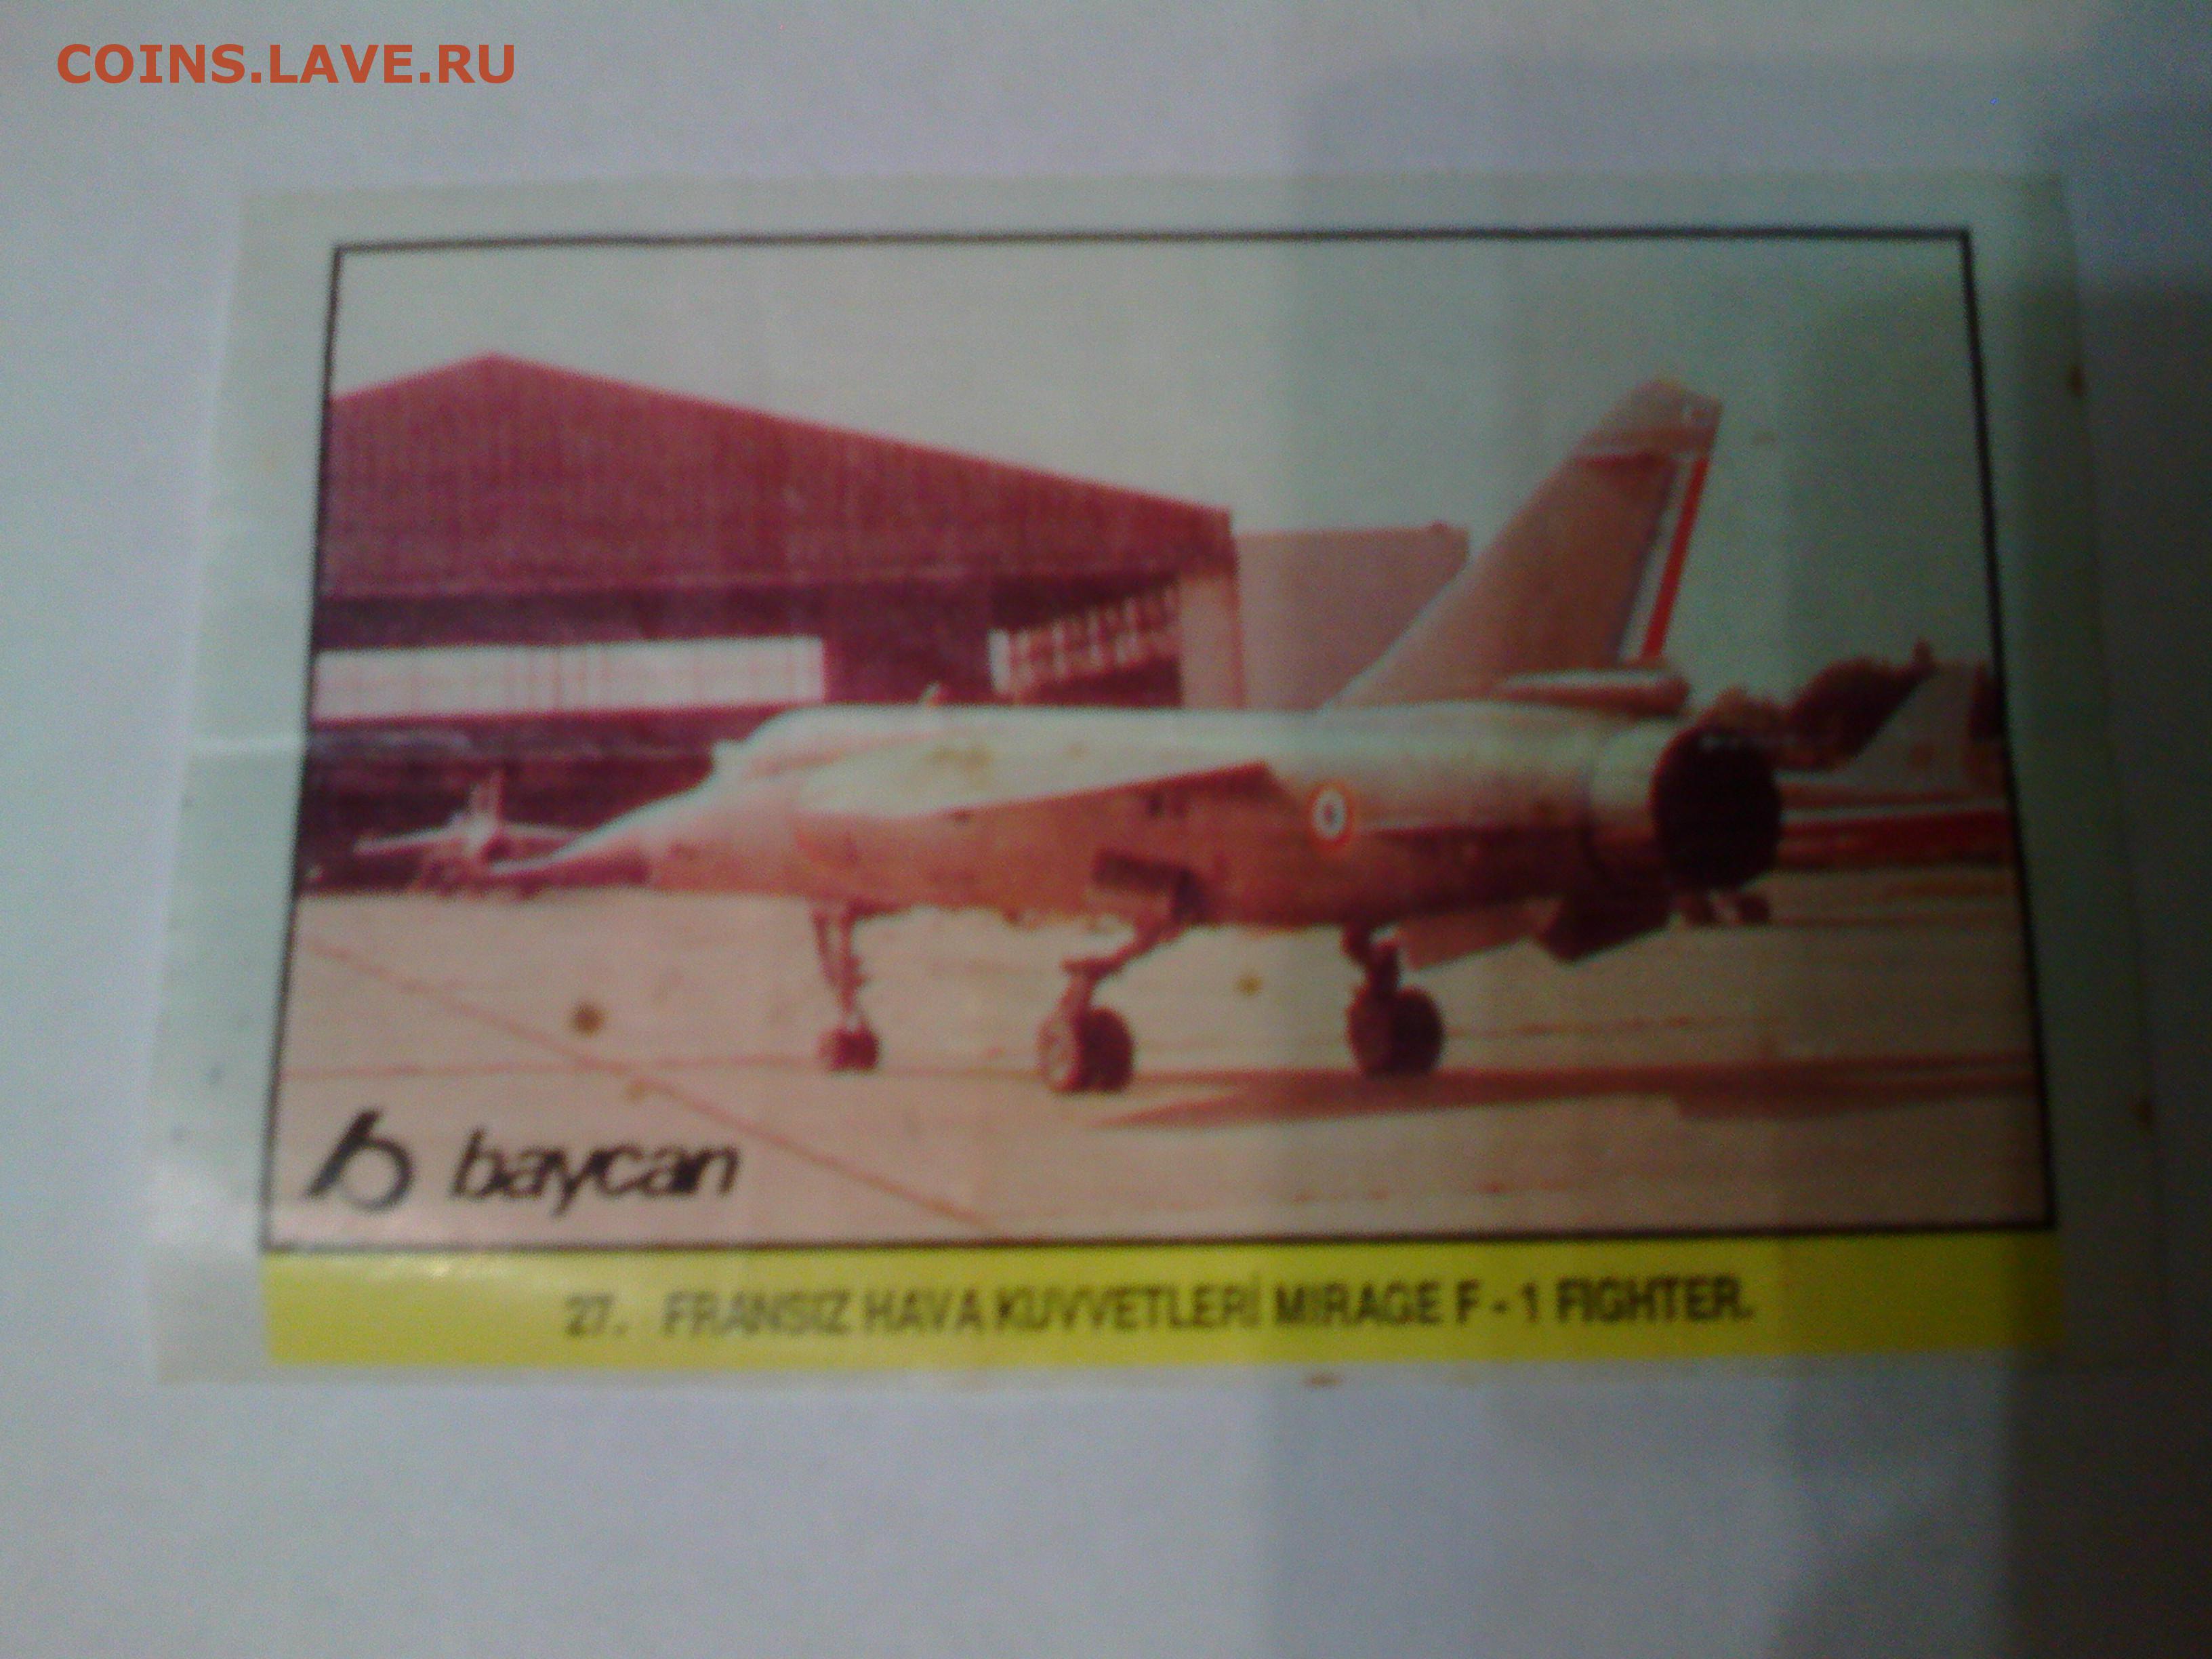 COINS.LAVE.RU
b baycan
27. FRANSIZ HAVA KUVVETLERİ MIRAGE F - 1 FIGHTER.